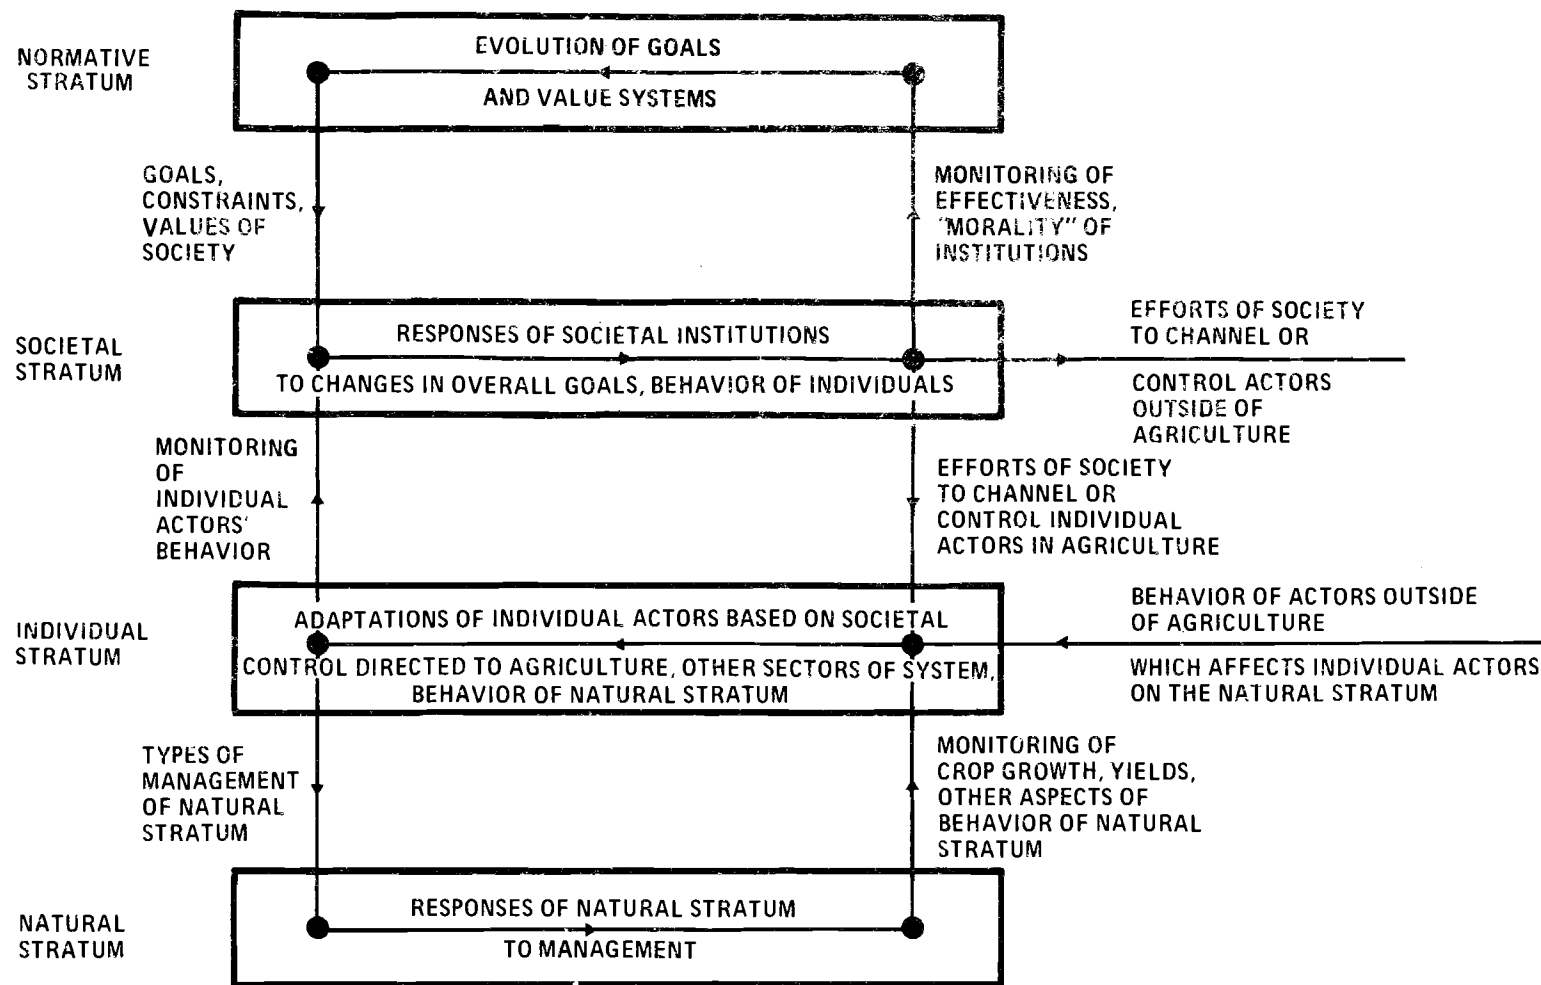 NORMATIVE
STRATUM
EVOLUTION OF GOALS
AND VALUE SYSTEMS
GOALS,
CONSTRAINTS,
VALUES OF
SOCIETY
MONITORING OF
EFFECTIVENESS,
"MORALITY" OF
INSTITUTIONS
SOCIETAL
STRATUM
RESPONSES OF SOCIETAL INSTITUTIONS
TO CHANGES IN OVERALL GOALS, BEHAVIOR OF INDIVIDUALS
EFFORTS OF SOCIETY
TO CHANNEL OR
CONTROL ACTORS
OUTSIDE OF
AGRICULTURE
MONITORING
OF
INDIVIDUAL
ACTORS'
BEHAVIOR
EFFORTS OF SOCIETY
TO CHANNEL OR
CONTROL INDIVIDUAL
ACTORS IN AGRICULTURE
INDIVIDUAL
STRATUM
ADAPTATIONS OF INDIVIDUAL ACTORS BASED ON SOCIETAL
CONTROL DIRECTED TO AGRICULTURE, OTHER SECTORS OF SYSTEM,
BEHAVIOR OF NATURAL STRATUM
BEHAVIOR OF ACTORS OUTSIDE
OF AGRICULTURE
WHICH AFFECTS INDIVIDUAL ACTORS
ON THE NATURAL STRATUM
TYPES OF
MANAGEMENT
OF NATURAL
STRATUM
MONITORING OF
CROP GROWTH, YIELDS,
OTHER ASPECTS OF
BEHAVIOR OF NATURAL
STRATUM
NATURAL
STRATUM
RESPONSES OF NATURAL STRATUM
TO MANAGEMENT